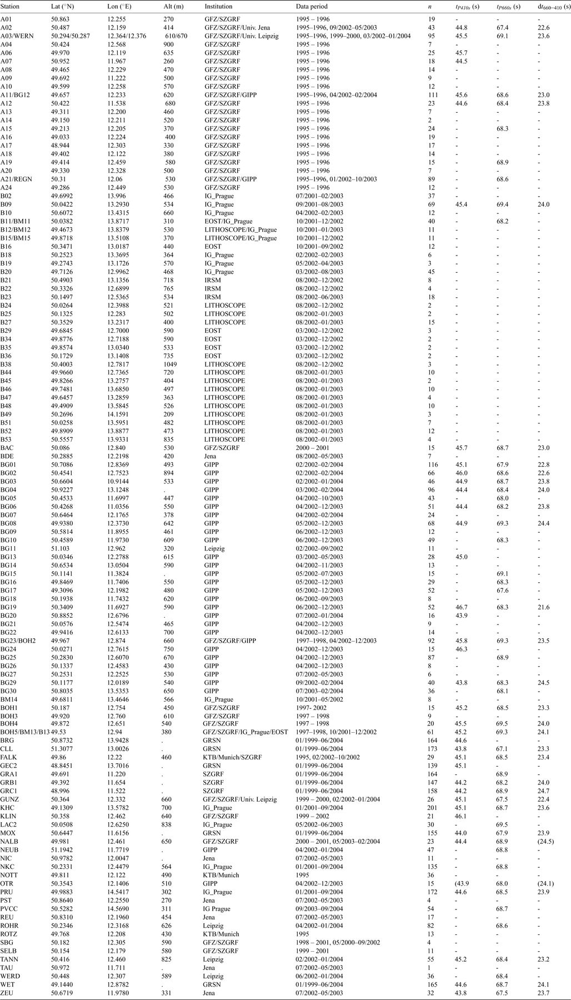 Station Lat (°N) Lon (°E) Alt (m) Institution Data period n tP410s (s) tP660s (s) dt660−410 (s)
A01 50.863 12.255 270 GFZ/SZGRF 1995 – 1996 19 - - -
A02 50.487 12.159 414 GFZ/SZGRF/Univ. Jena 1995–1996, 09/2002–05/2003 43 44.8 67.4 22.6
A03/WERN 50.294/50.287 12.364/12.376 610/670 GFZ/SZGRF/Univ. Leipzig 1995–1996, 1999–2000, 03/2002–01/2004 95 45.5 69.1 23.6
A04 50.424 12.568 900 GFZ/SZGRF 1995 – 1996 7 - - -
A06 49.970 12.119 635 GFZ/SZGRF 1995 – 1996 25 45.7 - -
A07 50.952 11.967 260 GFZ/SZGRF 1995 – 1996 18 44.5 - -
A08 49.465 12.229 470 GFZ/SZGRF 1995 – 1996 14 - - -
A09 49.692 11.222 500 GFZ/SZGRF 1995 – 1996 9 - - -
A10 49.599 12.258 570 GFZ/SZGRF 1995 – 1996 12 - - -
A11/BG12 49.657 12.233 620 GFZ/SZGRF/GIPP 1995–1996, 04/2002–02/2004 111 45.6 68.6 23.0
A12 50.422 11.538 680 GFZ/SZGRF 1995 – 1996 23 44.6 68.4 23.8
A13 49.311 12.200 460 GFZ/SZGRF 1995 – 1996 7 - - -
A14 49.150 12.211 520 GFZ/SZGRF 1995 – 1996 2 - - -
A15 49.213 12.205 370 GFZ/SZGRF 1995 – 1996 24 - 68.3 -
A16 49.033 12.224 400 GFZ/SZGRF 1995 – 1996 19 - - -
A17 48.944 12.303 330 GFZ/SZGRF 1995 – 1996 17 - - -
A18 49.402 12.122 380 GFZ/SZGRF 1995 – 1996 14 - - -
A19 49.414 12.459 580 GFZ/SZGRF 1995 – 1996 15 - 68.9 -
A20 49.330 12.328 500 GFZ/SZGRF 1995 – 1996 7 - - -
A21/REGN 50.31 12.06 530 GFZ/SZGRF/GIPP 1995–1996, 01/2002–10/2003 89 - 68.6 -
A24 49.286 12.449 530 GFZ/SZGRF 1995 – 1996 12 - - -
B02 49.6992 13.996 466 IG_Prague 07/2001–02/2003 37 - - -
B09 50.0422 13.2930 534 IG_Prague 09/2001–08/2003 69 45.4 69.4 24.0
B10 50.6072 13.4315 660 IG_Prague 04/2002–02/2003 12 - - -
B11/BM11 50.0382 13.8717 310 EOST/IG_Prague 10/2001–12/2002 40 - 68.2 -
B12/BM12 49.4673 13.8379 530 LITHOSCOPE/IG_Prague 10/2001–01/2003 11 - - -
B15/BM15 49.8718 13.5108 370 LITHOSCOPE/IG_Prague 10/2001–12/2002 11 - - -
B16 50.3471 13.0187 440 EOST 10/2001–09/2002 12 - - -
B18 50.2523 13.3695 364 IG_Prague 02/2002–02/2003 6 - - -
B19 49.2743 13.1726 570 IG_Prague 05/2002–04/2003 3 - - -
B20 49.7126 12.9962 468 IG_Prague 03/2002–08/2003 45 - - -
B21 50.4903 13.1356 718 IRSM 08/2002–12/2002 8 - - -
B22 50.3326 12.6899 765 IRSM 08/2002–12/2002 4 - - -
B23 50.1497 12.5365 534 IRSM 08/2002–06/2003 18 - - -
B24 50.0264 12.3988 521 LITHOSCOPE 08/2002–12/2002 2 - - -
B25 50.1325 12.283 502 LITHOSCOPE 08/2002–01/2003 2 - - -
B27 50.3529 13.2317 400 LITHOSCOPE 08/2002–01/2003 15 - - -
B29 49.6845 12.7000 590 EOST 03/2002–12/2002 3 - - -
B34 49.8776 12.7188 590 EOST 03/2002–12/2002 2 - - -
B35 49.8574 13.0340 533 EOST 03/2002–12/2002 2 - - -
B36 50.1729 13.1408 735 EOST 03/2002–12/2002 2 - - -
B38 50.4003 12.7817 1049 LITHOSCOPE 08/2002–12/2002 3 - - -
B44 49.9660 12.7365 720 LITHOSCOPE 08/2002–01/2003 10 - - -
B45 49.8266 13.2757 404 LITHOSCOPE 08/2002–01/2003 2 - - -
B46 49.7481 13.6850 497 LITHOSCOPE 08/2002–01/2003 10 - - -
B47 49.6457 13.2859 363 LITHOSCOPE 08/2002–01/2003 4 - - -
B48 49.4909 13.5845 526 LITHOSCOPE 08/2002–01/2003 10 - - -
B49 50.2696 14.1591 209 LITHOSCOPE 08/2002–01/2003 3 - - -
B51 50.0258 13.5951 482 LITHOSCOPE 08/2002–01/2003 7 - - -
B52 49.8909 13.8877 473 LITHOSCOPE 08/2002–01/2003 12 - - -
B53 50.5557 13.9331 835 LITHOSCOPE 08/2002–01/2003 4 - - -
BAC 50.086 12.840 530 GFZ/SZGRF 2000 – 2001 15 45.7 68.7 23.0
BDE 50.2885 12.2198 420 Jena 08/2002–05/2003 7 - - -
BG01 50.7086 12.8369 493 GIPP 02/2002–02/2004 116 45.1 67.9 22.8
BG02 50.4541 12.7523 894 GIPP 02/2002–02/2004 66 46.0 68.6 22.6
BG03 50.6604 10.9144 533 GIPP 02/2002–01/2004 46 44.9 68.7 23.8
BG04 50.9227 13.1248 . GIPP 03/2002–02/2004 96 44.4 68.4 24.0
BG05 50.4533 11.6997 447 GIPP 04/2002–10/2003 43 - 68.0 -
BG06 50.4268 11.0356 550 GIPP 04/2002–12/2003 51 44.4 68.2 23.8
BG07 50.6464 12.1765 378 GIPP 04/2002–02/2004 24 - - -
BG08 49.9380 12.3730 642 GIPP 05/2002–12/2003 68 44.9 69.3 24.4
BG09 50.5814 11.8955 461 GIPP 06/2002–12/2003 12 - - -
BG10 50.4589 11.9730 609 GIPP 06/2002–12/2003 49 - 68.3 -
BG11 51.103 12.962 320 Leipzig 02/2002–09/2002 11 - - -
BG13 50.0346 12.2788 615 GIPP 03/2002–05/2003 28 45.0 - -
BG14 50.6534 13.0504 590 GIPP 04/2002–11/2003 13 - - -
BG15 50.1141 11.3824 . GIPP 05/2002–07/2003 15 - 69.1 -
BG16 49.8469 11.7406 550 GIPP 05/2002–12/2003 29 - 68.3 -
BG17 49.3096 12.1982 480 GIPP 05/2002–12/2003 52 - 67.6 -
BG18 50.1938 11.7432 620 GIPP 06/2002–09/2003 8 - - -
BG19 50.3409 11.6927 590 GIPP 06/2002–12/2003 52 46.7 68.3 21.6
BG20 50.8852 12.6796 . GIPP 07/2002–01/2004 16 43.9 - -
BG21 50.0576 12.5474 465 GIPP 04/2002–12/2003 9 - - -
BG22 49.9416 12.6133 700 GIPP 04/2002–12/2003 14 - - -
BG23/BOH2 49.967 12.874 660 GFZ/SZGRF/GIPP 1997–1998, 04/2002–12/2003 92 45.8 69.3 23.5
BG24 50.0271 12.7615 750 GIPP 04/2002–12/2003 15 46.3 - -
BG25 50.2830 12.6070 670 GIPP 04/2002–12/2003 87 - 68.9 -
BG26 50.1337 12.4583 430 GIPP 04/2002–12/2003 8 - - -
BG27 50.2531 12.2525 530 GIPP 07/2002–05/2003 6 - - -
BG29 50.1177 12.0189 540 GIPP 09/2002–02/2004 40 43.8 68.3 24.5
BG30 50.8035 13.5353 650 GIPP 07/2003–02/2004 36 - 68.1 -
BM14 49.6811 13.4646 566 IG_Prague 10/2001–05/2002 8 - - -
BOH1 50.187 12.754 450 GFZ/SZGRF 1997- 2002 15 45.2 68.5 23.3
BOH3 49.920 12.760 610 GFZ/SZGRF 1997 – 1998 9 - - -
BOH4 49.872 12.651 540 GFZ/SZGRF 1997 – 1998 20 45.5 69.5 24.0
BOH5/BM13/B13 49.53 12.94 380 GFZ/SZGRF/IG_Prague/EOST 1997–1998, 10/2001–12/2002 61 45.2 69.3 24.1
BRG 50.8732 13.9428 . GRSN 01/1999–06/2004 164 44.6 - -
CLL 51.3077 13.0026 . GRSN 01/1999–06/2004 173 43.8 67.1 23.3
FALK 49.86 12.22 460 KTB/Munich/SZGRF 1995, 02/2002–10/2002 29 45.1 68.5 23.4
GEC2 48.8451 13.7016 . GRSN 01/1999–06/2004 139 45.1 - -
GRA1 49.691 11.220 . SZGRF 01/1999–06/2004 164 - 68.9 -
GRB1 49.392 11.654 . SZGRF 01/1999–06/2004 147 44.2 68.2 24.0
GRC1 48.996 11.522 . SZGRF 01/1999–06/2004 158 44.2 68.9 24.7
GUNZ 50.364 12.332 660 GFZ/SZGRF/Univ. Leipzig 1999 – 2000, 02/2002–01/2004 26 45.1 67.5 22.4
KHC 49.1309 13.5782 700 IG_Prague 01/2001–09/2004 201 45.1 68.7 23.6
KLIN 50.358 12.462 640 GFZ/SZGRF 1999 – 2002 21 46.1 - -
LAC2 50.0508 12.6250 838 IG_Prague 05/2002–06/2003 30 - 69.5 -
MOX 50.6447 11.6156 . GRSN 01/1999–06/2004 155 44.0 67.9 23.9
NALB 49.981 12.461 650 GFZ/SZGRF 2000 – 2001, 05/2003–02/2004 23 44.4 68.9 (24.5)
NEUB 51.1942 11.7719 . GIPP 04/2002–01/2004 47 - 68.8 -
NIC 50.9782 12.0047 . Jena 07/2002–05/2003 11 - - -
NKC 50.2331 12.4479 564 IG_Prague 01/2001–09/2004 135 - 68.8 -
NOTT 49.811 12.122 490 KTB/Munich 1995 36 - - -
OTR 50.3543 12.1406 510 GIPP 04/2002–12/2003 15 (43.9 68.0 (24.1)
PRU 49.9883 14.5417 302 IG_Prague 01/2001–09/2004 172 44.6 68.5 23.9
PST 50.8640 12.2550 270 Jena 07/2002–05/2003 4 - - -
PVCC 50.5282 14.5690 311 IG Prague 09/2003–09/2004 54 - 68.7 -
REU 50.8310 12.1960 454 Jena 07/2002–05/2003 17 - - -
ROHR 50.2346 12.3168 626 Leipzig 04/2002–01/2004 82 - 68.6 -
ROTZ 49.768 12.208 430 KTB/Munich 1995 13 - - -
SBG 50.182 12.305 590 GFZ/SZGRF 1998 – 2001, 05/2000–09/2002 4 - - -
SELB 50.154 12.179 580 GFZ/SZGRF 1999 – 2001 11 - - -
TANN 50.416 12.460 825 Leipzig 02/2002–01/2004 55 45.2 68.4 23.2
TAU 50.972 11.711 . Jena 07/2002–05/2003 1 - - -
WERD 50.448 12.307 589 Leipzig 06/2002–01/2004 36 - 68.4 -
WET 49.1440 12.8782 . GRSN 01/1999–06/2004 165 44.6 68.7 24.1
ZEU 50.6719 11.9780 331 Jena 07/2002–05/2003 32 43.8 67.5 23.7